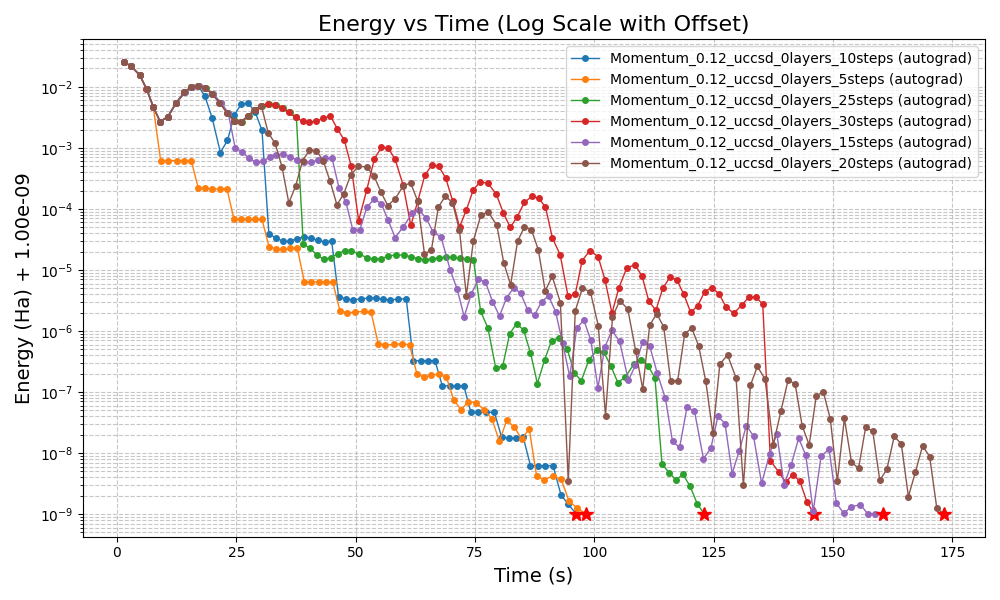 Energy vs Time (Log Scale with Offset)
Energy (Ha) + 1.00e-09
10⁻²
10⁻³
10⁻⁴
10⁻⁵
10⁻⁶
10⁻⁷
10⁻⁸
10⁻⁹
Momentum_0.12_uccsd_0layers_10steps (autograd)
Momentum_0.12_uccsd_0layers_5steps (autograd)
Momentum_0.12_uccsd_0layers_25steps (autograd)
Momentum_0.12_uccsd_0layers_30steps (autograd)
Momentum_0.12_uccsd_0layers_15steps (autograd)
Momentum_0.12_uccsd_0layers_20steps (autograd)
0 25 50 75 100 125 150 175
Time (s)